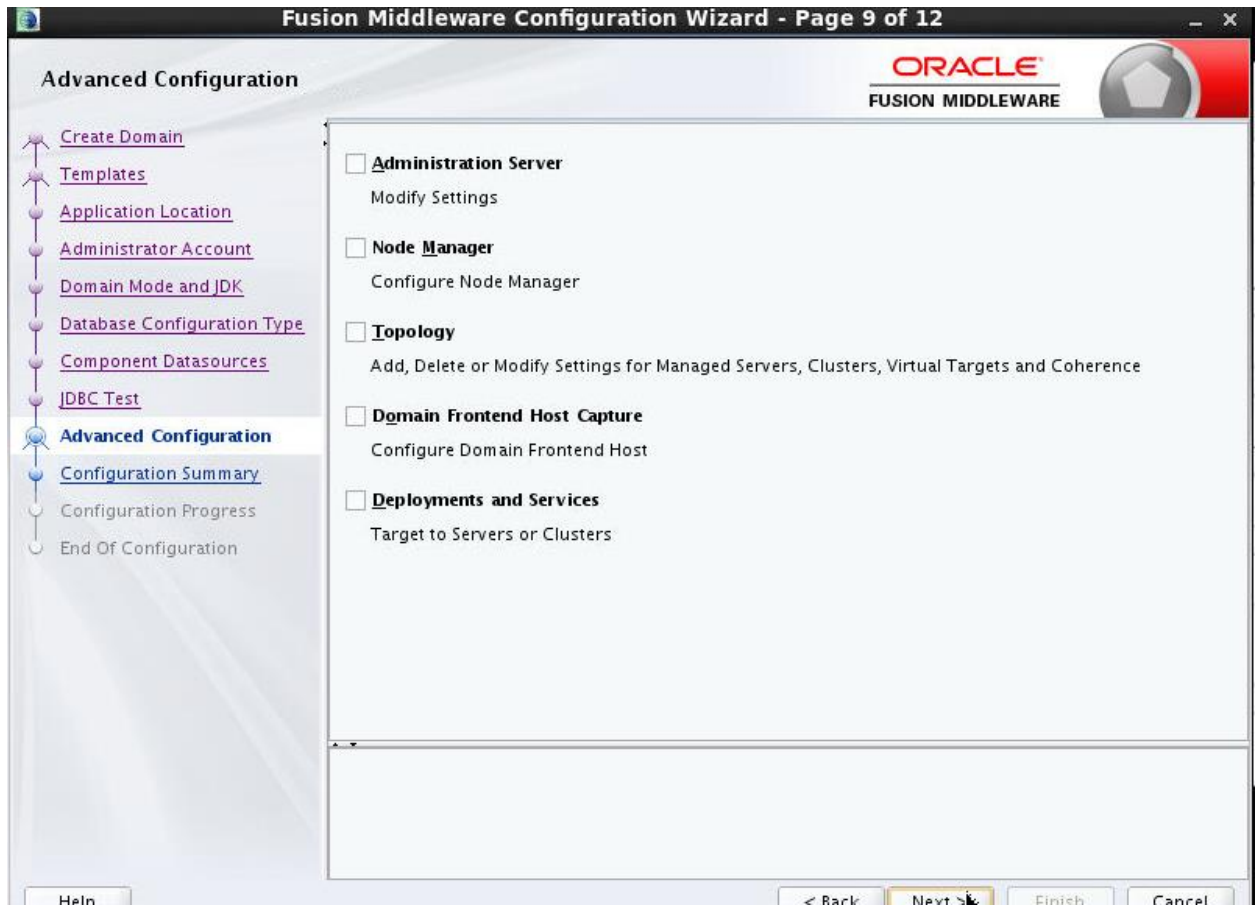 Fusion Middleware Configuration Wizard - Page 9 of 12
Advanced Configuration
ORACLE
FUSION MIDDLEWARE
Create Domain
Templates
Application Location
Administrator Account
Domain Mode and JDK
Database Configuration Type
Component Datasources
JDBC Test
Advanced Configuration
Configuration Summary
Configuration Progress
End Of Configuration
Administration Server
Modify Settings
Node Manager
Configure Node Manager
Topology
Add, Delete or Modify Settings for Managed Servers, Clusters, Virtual Targets and Coherence
Domain Frontend Host Capture
Configure Domain Frontend Host
Deployments and Services
Target to Servers or Clusters
Help
< Back
Next >
Finish
Cancel